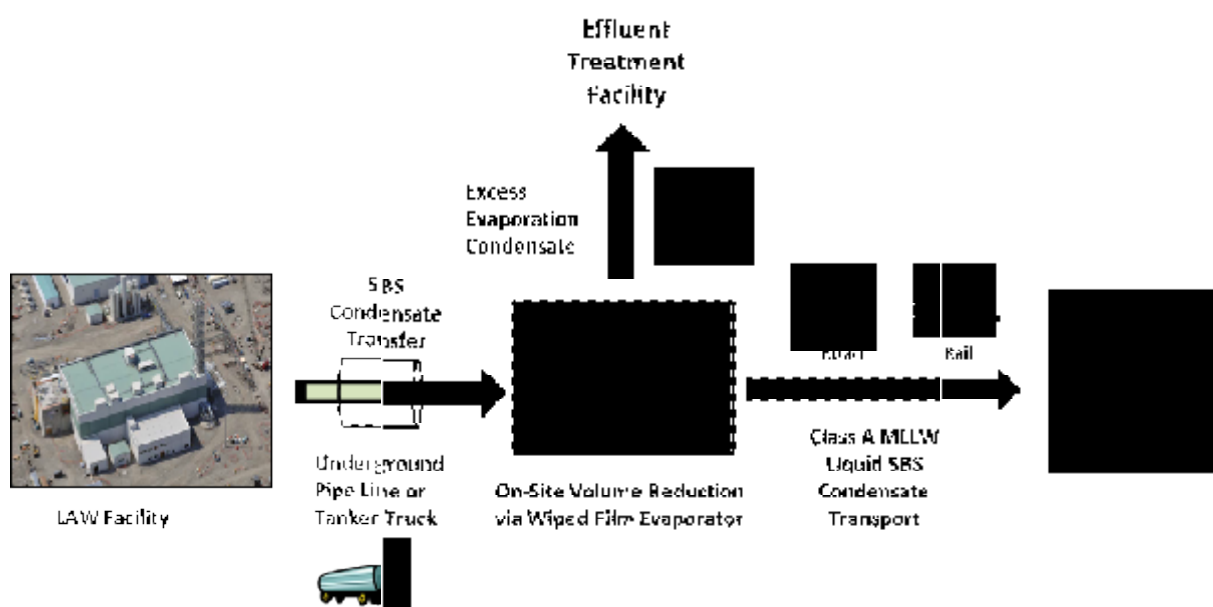 Effluent
Treatment
Facility
Excess
Evaporation
Condensate
SBS
Condensate
Transfer
Road
Rail
LAW Facility
Underground
Pipe Line or
Tanker Truck
On-Site Volume Reduction
via Wiped Film Evaporator
Class A MLLW
Liquid SBS
Condensate
Transport